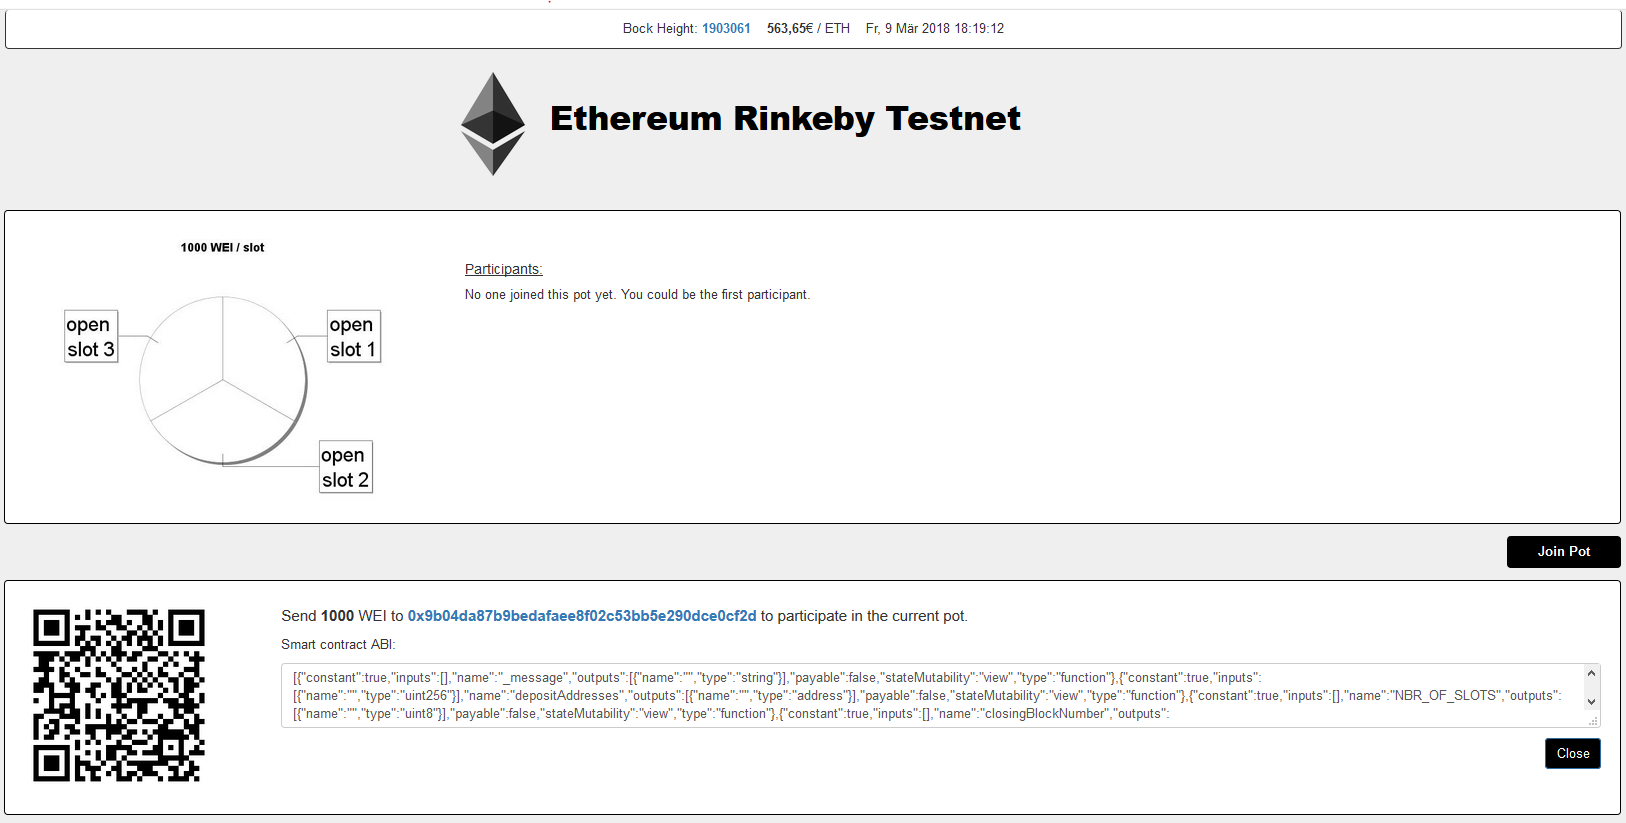 Bock Height: 1903061 563,65€ / ETH Fr, 9 Mär 2018 18:19:12
Ethereum Rinkeby Testnet
1000 WEI / slot
Participants:
No one joined this pot yet. You could be the first participant.
open
slot 3
open
slot 1
open
slot 2
Join Pot
Send 1000 WEI to 0x9b04da87b9bedafaee8f02c53bb5e290dce0cf2d to participate in the current pot.
Smart contract ABI:
[{"constant":true,"inputs":[],"name":"_message","outputs":[{"name":"","type":"string"}],"payable":false,"stateMutability":"view","type":"function"},{"constant":true,"inputs":
[{"name":"","type":"uint256"}],"name":"depositAddresses","outputs":[{"name":"","type":"address"}],"payable":false,"stateMutability":"view","type":"function"},{"constant":true,"inputs":[],"name":"NBR_OF_SLOTS","outputs":
[{"name":"","type":"uint8"}],"payable":false,"stateMutability":"view","type":"function"},{"constant":true,"inputs":[],"name":"closingBlockNumber","outputs":
Close